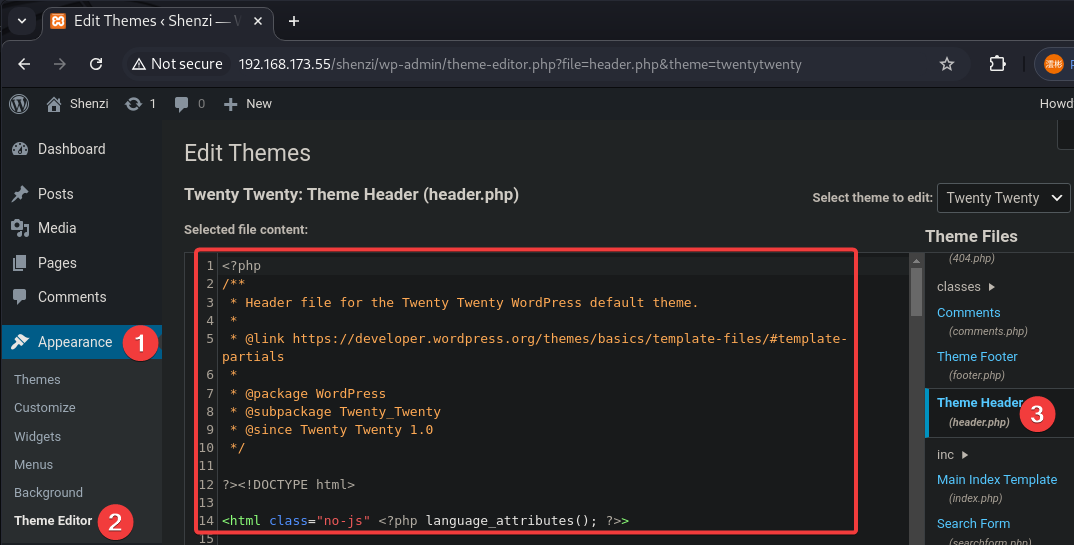 Edit Themes ‹ Shenzi — W
Not secure 192.168.173.55/shenzi/wp-admin/theme-editor.php?file=header.php&theme=twentytwenty
Shenzi 1 0 New Howd
Dashboard
Posts
Media
Pages
Comments
Appearance 1
Themes
Customize
Widgets
Menus
Background
Theme Editor 2
Edit Themes
Twenty Twenty: Theme Header (header.php)
Select theme to edit: Twenty Twenty
Selected file content:
1 <?php
2 /**
3  * Header file for the Twenty Twenty WordPress default theme.
4  *
5  * @link https://developer.wordpress.org/themes/basics/template-files/#template-
partials
6  *
7  * @package WordPress
8  * @subpackage Twenty_Twenty
9  * @since Twenty Twenty 1.0
10  */
11
12 ?><!DOCTYPE html>
13
14 <html class="no-js" <?php language_attributes(); ?>>
15
Theme Files
(404.php)
classes
Comments
(comments.php)
Theme Footer
(footer.php)
Theme Header
(header.php) 3
inc
Main Index Template
(index.php)
Search Form
(searchform.php)